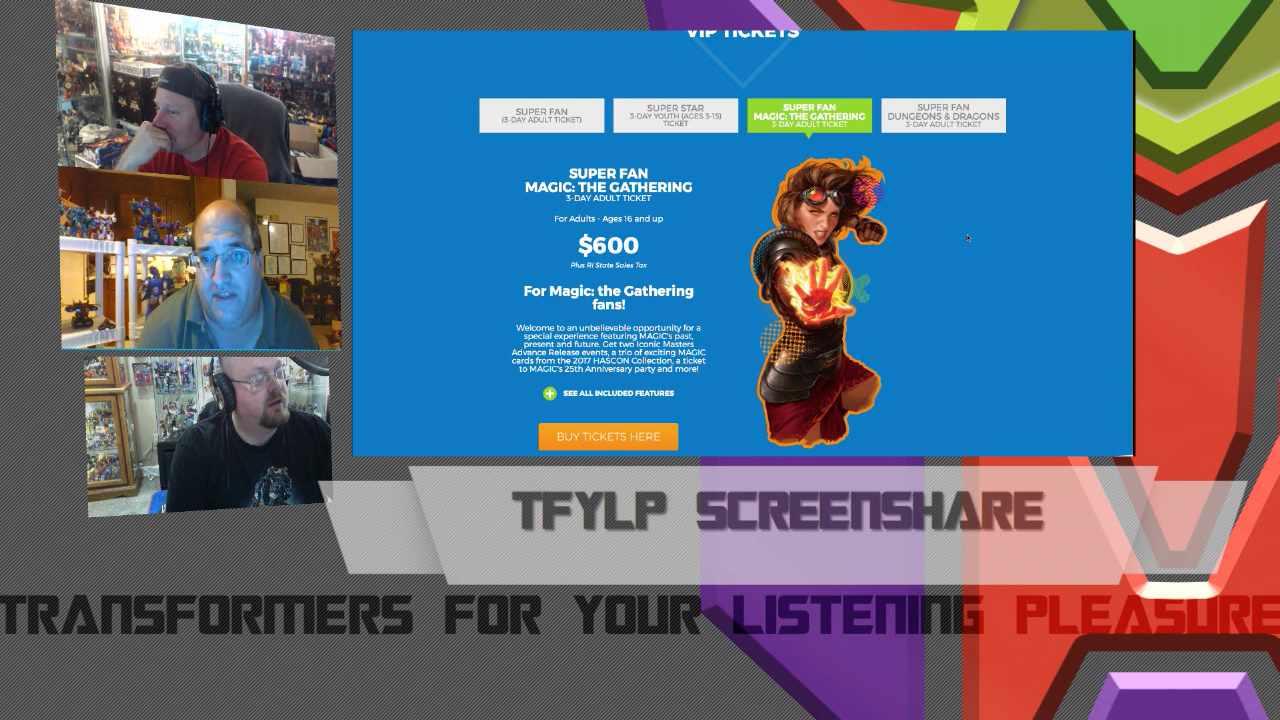 VIP TICKETS
SUPER FAN
(3-DAY ADULT TICKET)
SUPER STAR
3-DAY YOUTH (AGES 3-15)
TICKET
SUPER FAN
MAGIC: THE GATHERING
3-DAY ADULT TICKET
SUPER FAN
DUNGEONS & DRAGONS
3-DAY ADULT TICKET
SUPER FAN
MAGIC: THE GATHERING
3-DAY ADULT TICKET
For Adults - Ages 16 and up
$600
Plus RI State Sales Tax
For Magic: the Gathering
fans!
Welcome to an unbelievable opportunity for a
special experience featuring MAGIC's past,
present and future. Get two Iconic Masters
Advance Release events, a trio of exciting MAGIC
cards from the 2017 HASCON Collection, a ticket
to MAGIC's 25th Anniversary party and more!
SEE ALL INCLUDED FEATURES
BUY TICKETS HERE
TFYLP SCREENSHARE
TRANSFORMERS FOR YOUR LISTENING PLEASURE